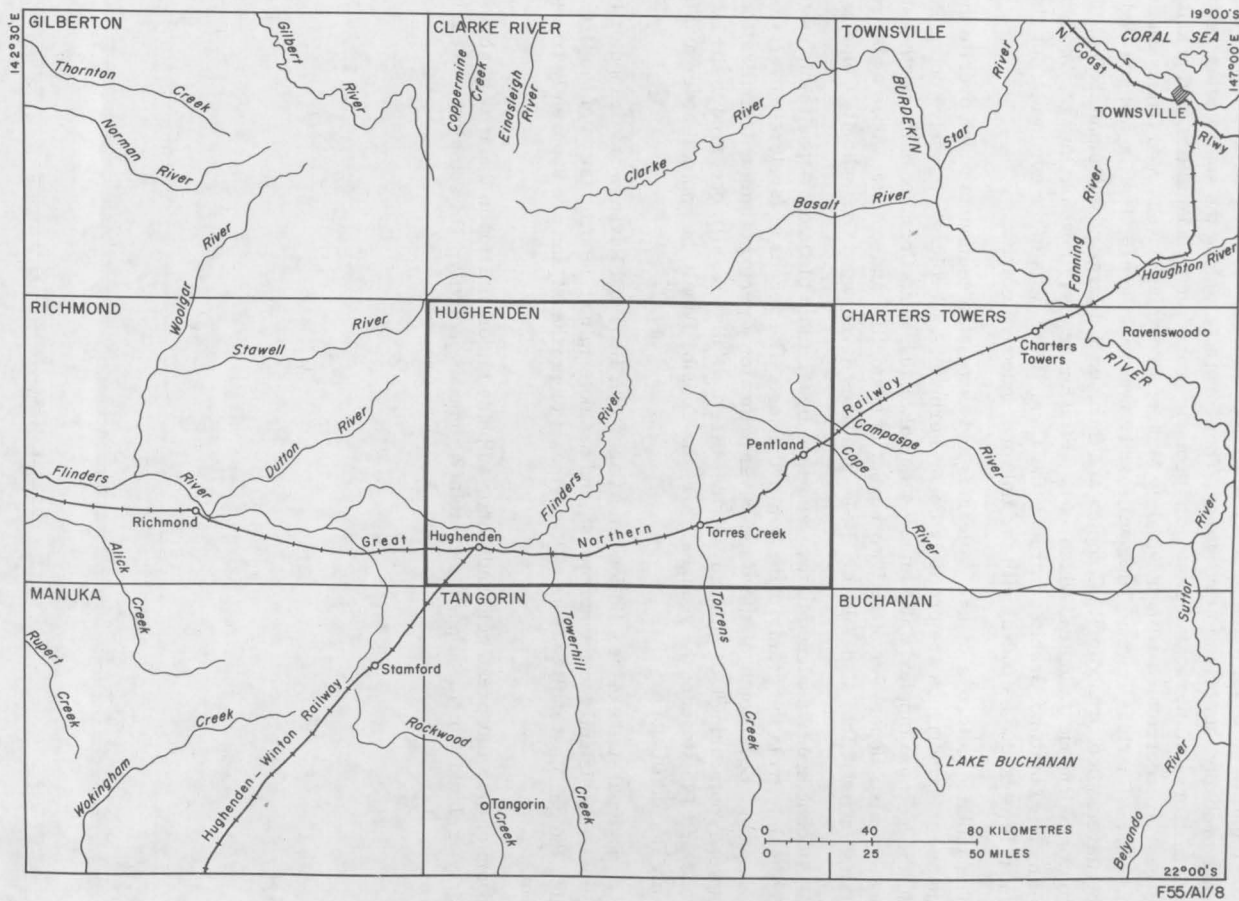 142°30'E
19°00'S
147°00'E
GILBERTON
Thornton
Creek
Norman
River
Gilbert
River
Woolgar
River
CLARKE RIVER
Coppermine
Creek
Einasleigh
River
Clarke
River
Basalt
River
TOWNSVILLE
BURDEKIN
Star
River
N. Coast
CORAL SEA
TOWNSVILLE
Rlwy
Fanning
River
Haughton River
RICHMOND
Stawell
River
Dutton
River
Flinders
River
Richmond
Alick
Creek
HUGHENDEN
Flinders
River
Great
Hughenden
Northern
Torres Creek
Pentland
Railway
CHARTERS TOWERS
Charters
Towers
Ravenswood
RIVER
Campaspe
River
Cape
River
River
Suttor
MANUKA
Rupert
Creek
Wokingham
Creek
Hughenden - Winton Railway
Stamford
TANGORIN
Rockwood
Creek
Tangorin
Towerhill
Creek
Torrens
Creek
BUCHANAN
LAKE BUCHANAN
Belyando
River
0 40 80 KILOMETRES
0 25 50 MILES
22°00'S
F55/A1/8